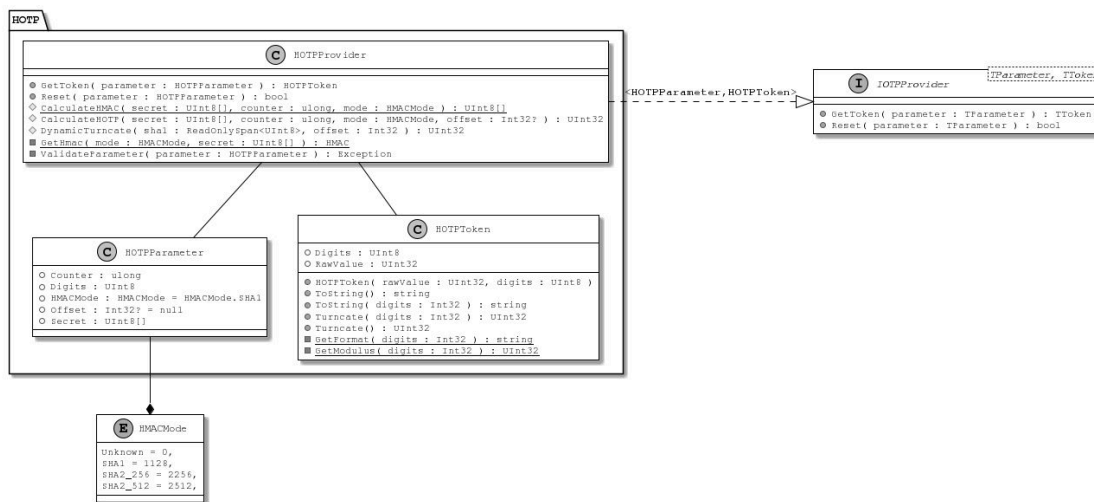 HOTP
C HOTPProvider
GetToken( parameter : HOTPParameter ) : HOTPToken
Reset( parameter : HOTPParameter ) : bool
CalculateHMAC( secret : UInt8[], counter : ulong, mode : HMACMode ) : UInt8[]
CalculateHOTP( secret : UInt8[], counter : ulong, mode : HMACMode, offset : Int32? ) : UInt32
DynamicTurncate( sha1 : ReadOnlySpan<UInt8>, offset : Int32 ) : UInt32
GetHmac( mode : HMACMode, secret : UInt8[] ) : HMAC
ValidateParameter( parameter : HOTPParameter ) : Exception
<HOTPParameter,HOTPToken>
TParameter, TToken
I IOTPProvider
GetToken( parameter : TParameter ) : TToken
Reset( parameter : TParameter ) : bool
C HOTPParameter
Counter : ulong
Digits : UInt8
HMACMode : HMACMode = HMACMode.SHA1
Offset : Int32? = null
Secret : UInt8[]
C HOTPToken
Digits : UInt8
RawValue : UInt32
HOTPToken( rawValue : UInt32, digits : UInt8 )
ToString() : string
ToString( digits : Int32 ) : string
Turncate( digits : Int32 ) : UInt32
Turncate() : UInt32
GetFormat( digits : Int32 ) : string
GetModulus( digits : Int32 ) : UInt32
E HMACMode
Unknown = 0,
SHA1 = 1128,
SHA2_256 = 2256,
SHA2_512 = 2512,